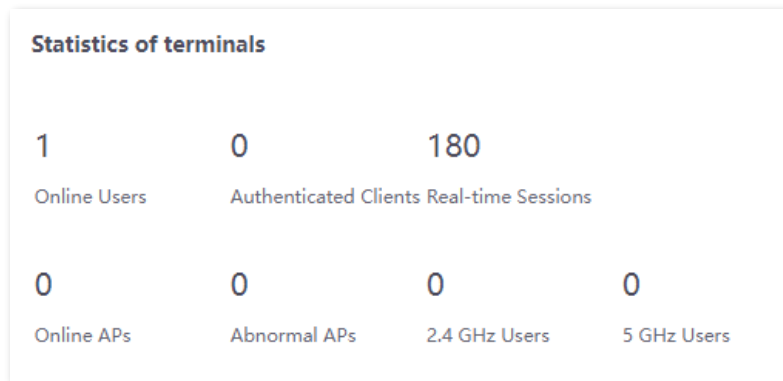 Statistics of terminals
1 0 180
Online Users Authenticated Clients Real-time Sessions
0 0 0 0
Online APs Abnormal APs 2.4 GHz Users 5 GHz Users